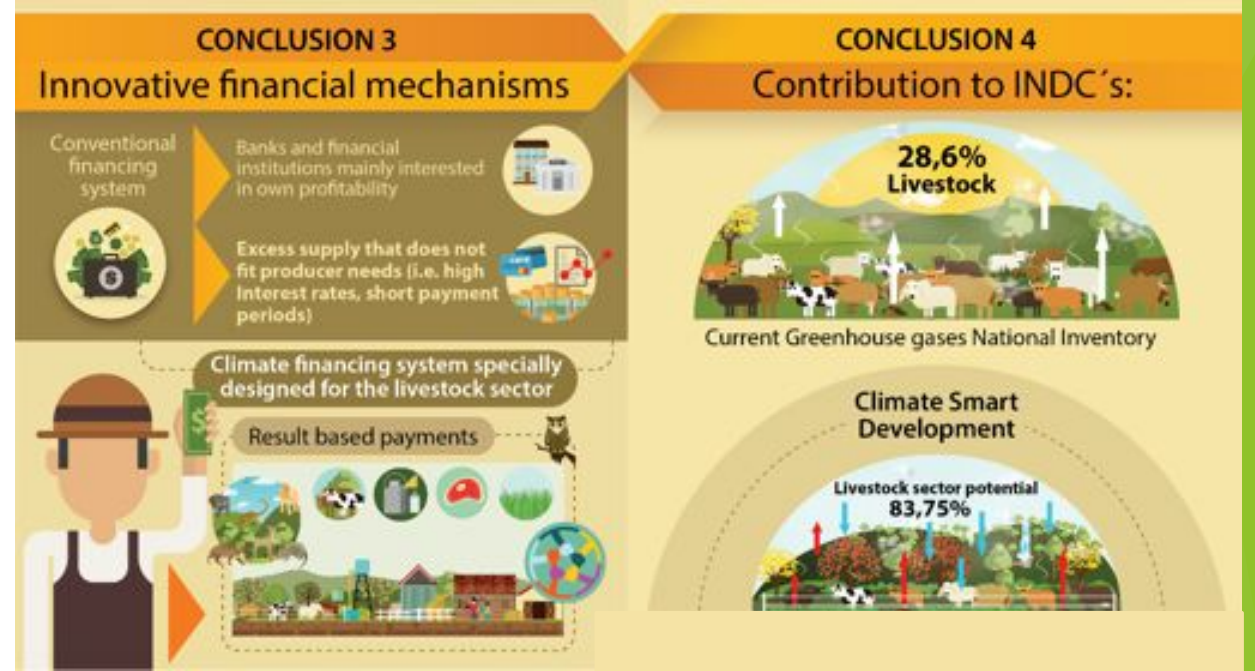 CONCLUSION 3
Innovative financial mechanisms
Conventional
financing
system
Banks and financial
institutions mainly interested
in own profitability
Excess supply that does not
fit producer needs (i.e. high
Interest rates, short payment
periods)
Climate financing system specially
designed for the livestock sector
Result based payments
$
CONCLUSION 4
Contribution to INDC´s:
28,6%
Livestock
Current Greenhouse gases National Inventory
Climate Smart
Development
Livestock sector potential
83,75%